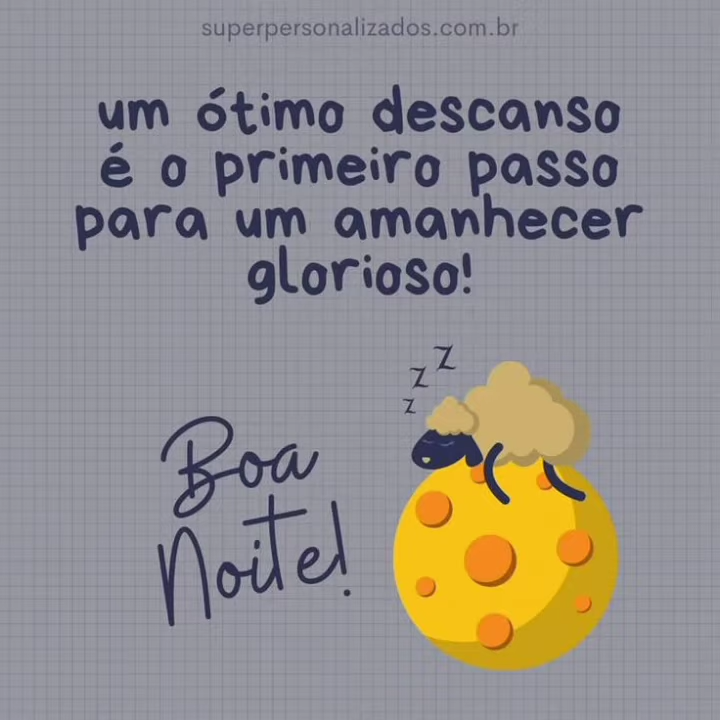 superpersonalizados.com.br
um ótimo descanso
é o primeiro passo
para um amanhecer
glorioso!
z z z
Boa
Noite!